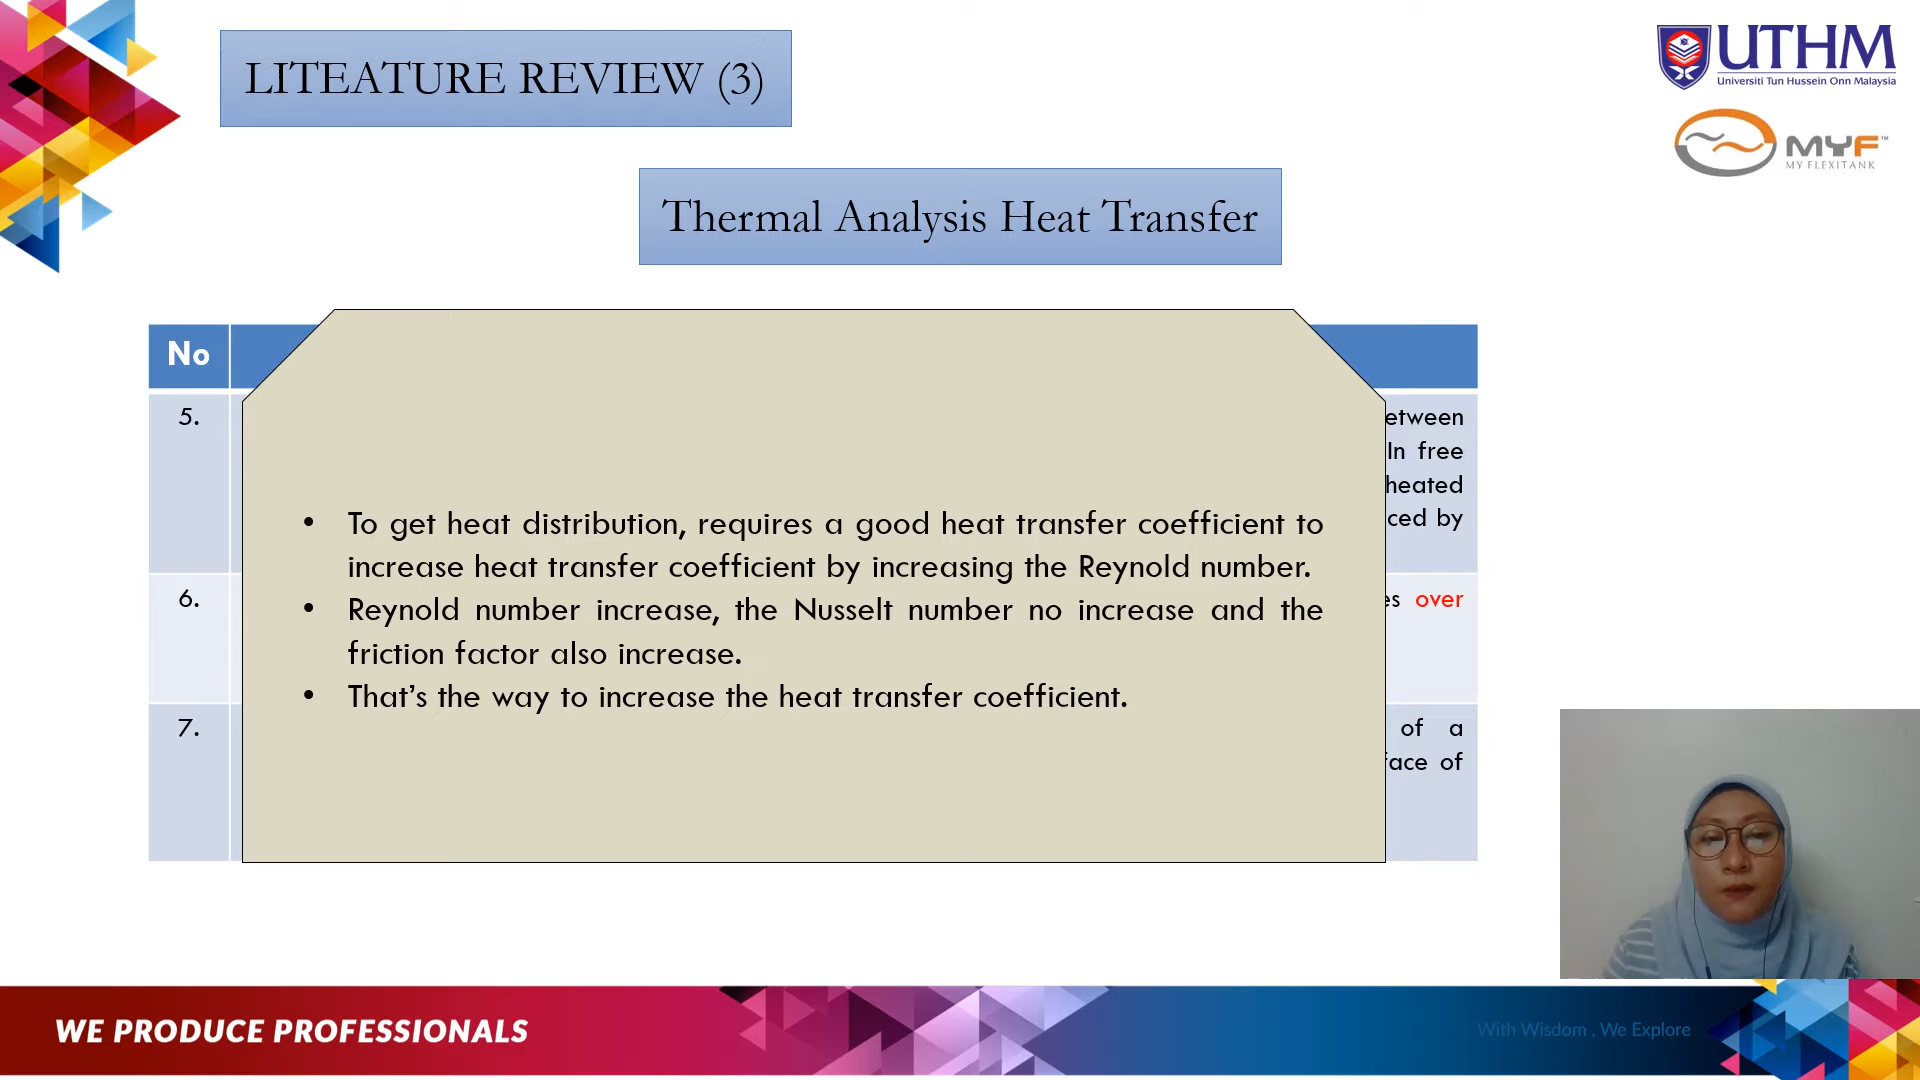 LITEATURE REVIEW (3)
UTHM
Universiti Tun Hussein Onn Malaysia
MYF™
MY FLEXITANK
Thermal Analysis Heat Transfer
No
5.
etween
In free
heated
ced by
6.
es over
7.
of a
face of
• To get heat distribution, requires a good heat transfer coefficient to
increase heat transfer coefficient by increasing the Reynold number.
• Reynold number increase, the Nusselt number no increase and the
friction factor also increase.
• That’s the way to increase the heat transfer coefficient.
WE PRODUCE PROFESSIONALS
With Wisdom , We Explore